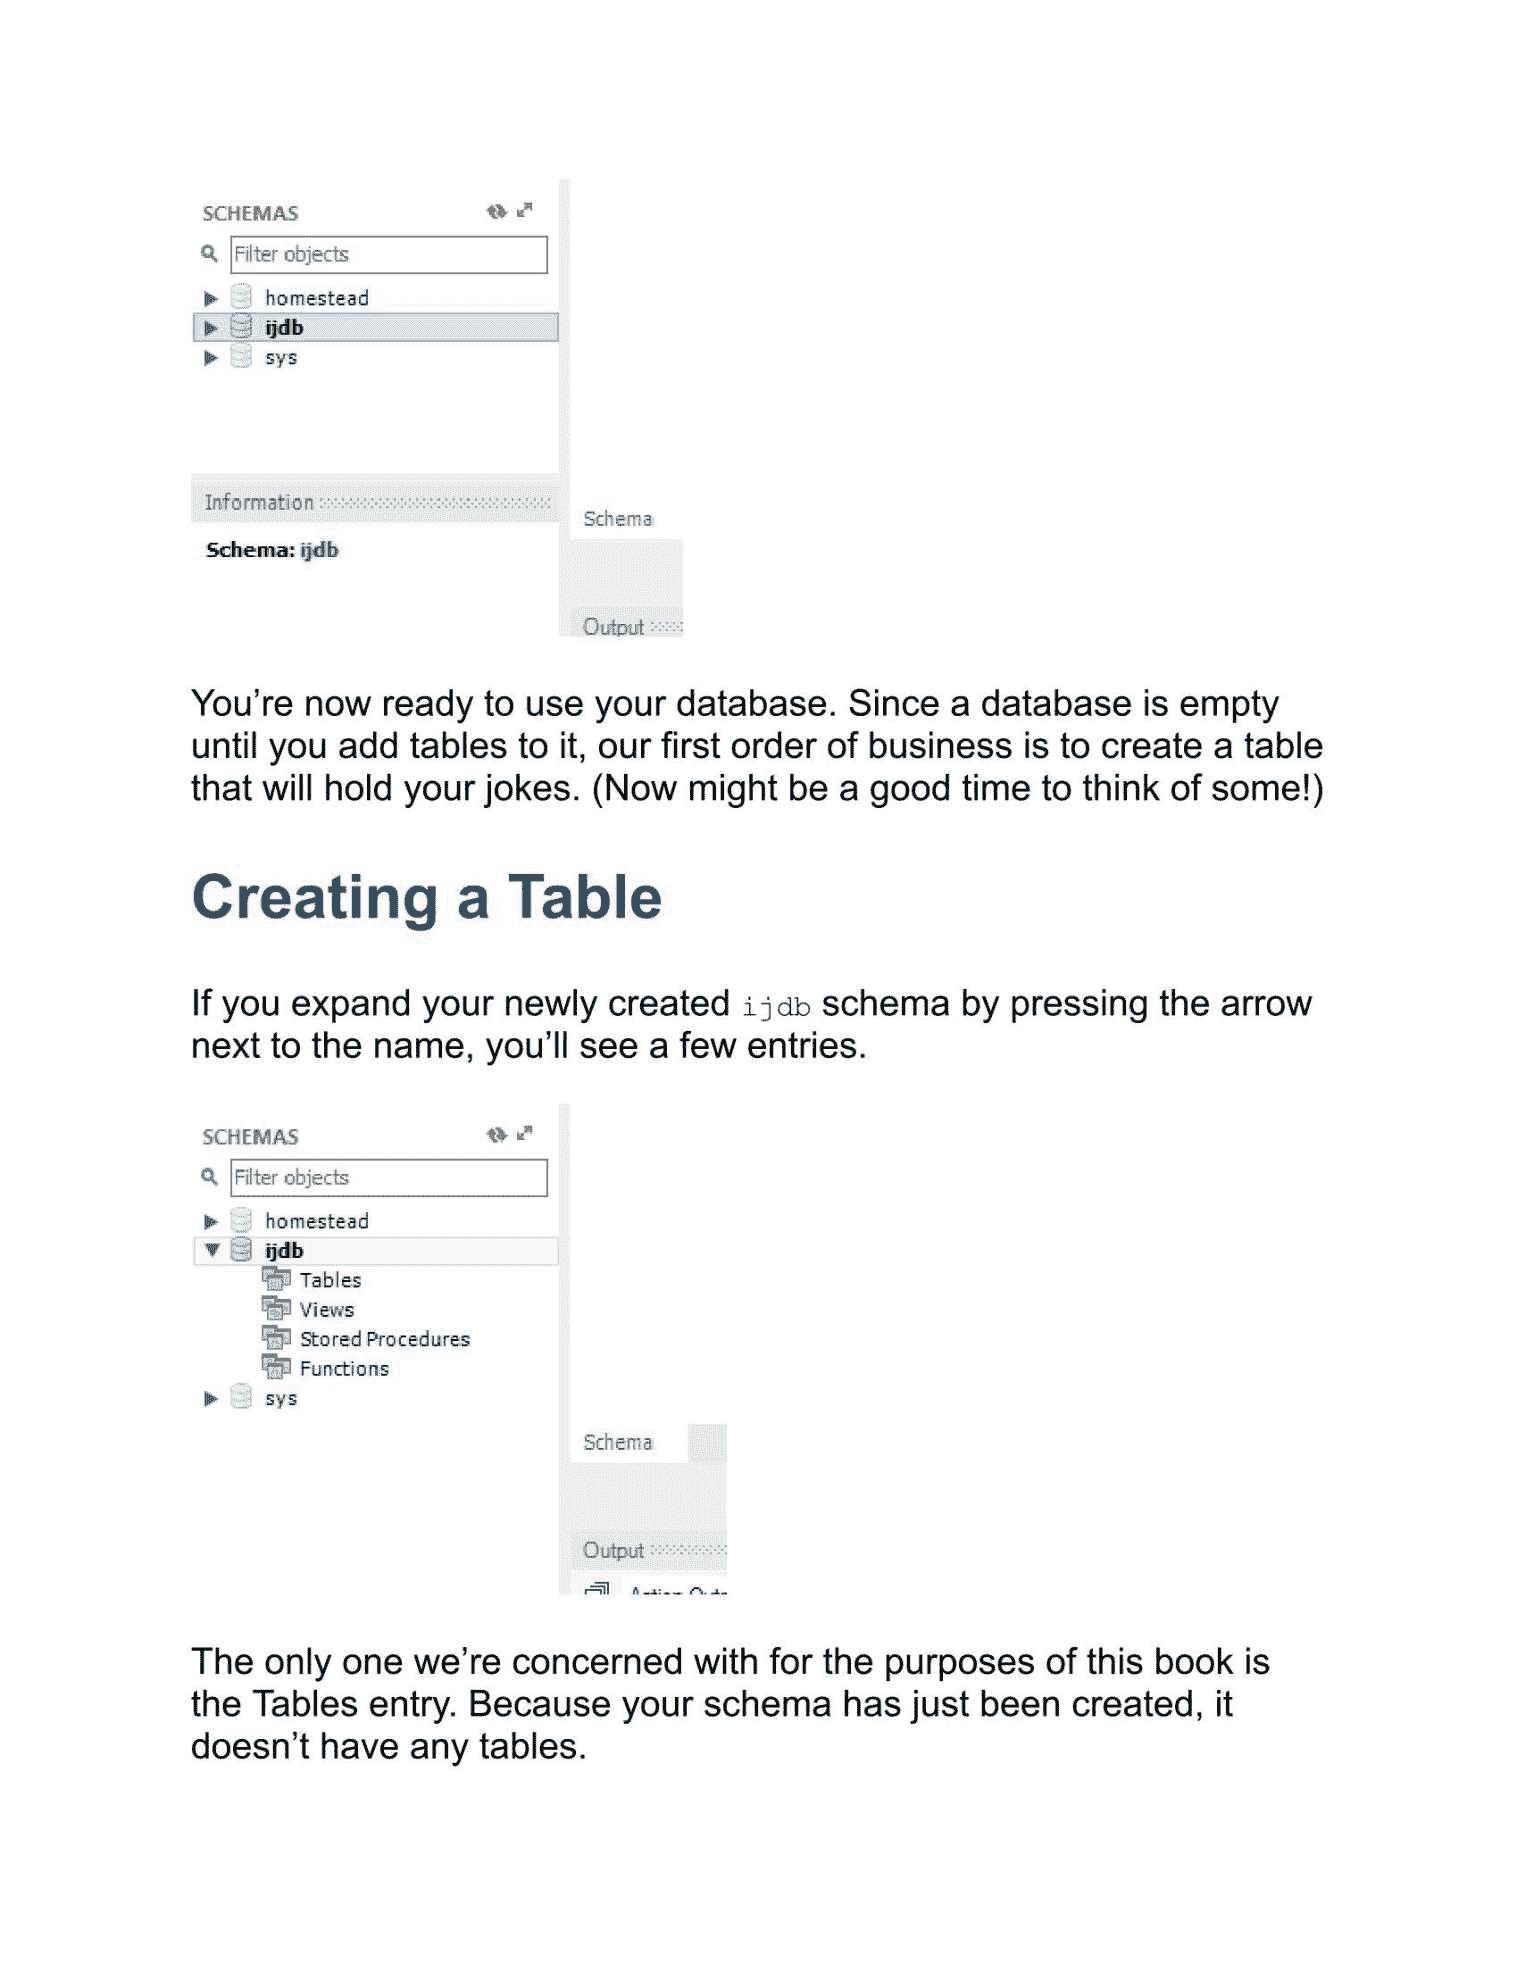 SCHEMAS
Filter objects
homestead
ijdb
sys
Information
Schema: ijdb
Schema
Output
You’re now ready to use your database. Since a database is empty
until you add tables to it, our first order of business is to create a table
that will hold your jokes. (Now might be a good time to think of some!)
Creating a Table
If you expand your newly created ijdb schema by pressing the arrow
next to the name, you’ll see a few entries.
SCHEMAS
Filter objects
homestead
ijdb
Tables
Views
Stored Procedures
Functions
sys
Schema
Output
The only one we’re concerned with for the purposes of this book is
the Tables entry. Because your schema has just been created, it
doesn’t have any tables.